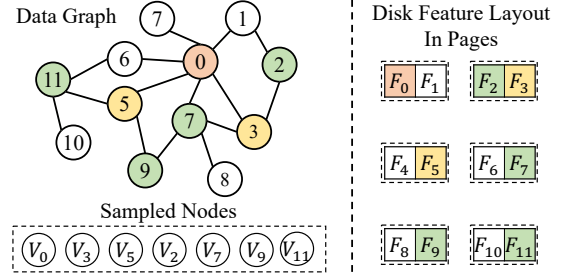 Data Graph
7
1
6
0
2
11
5
7
3
10
9
8
Sampled Nodes
V0 V3 V5 V2 V7 V9 V11
Disk Feature Layout
In Pages
F0 F1 F2 F3
F4 F5 F6 F7
F8 F9 F10 F11